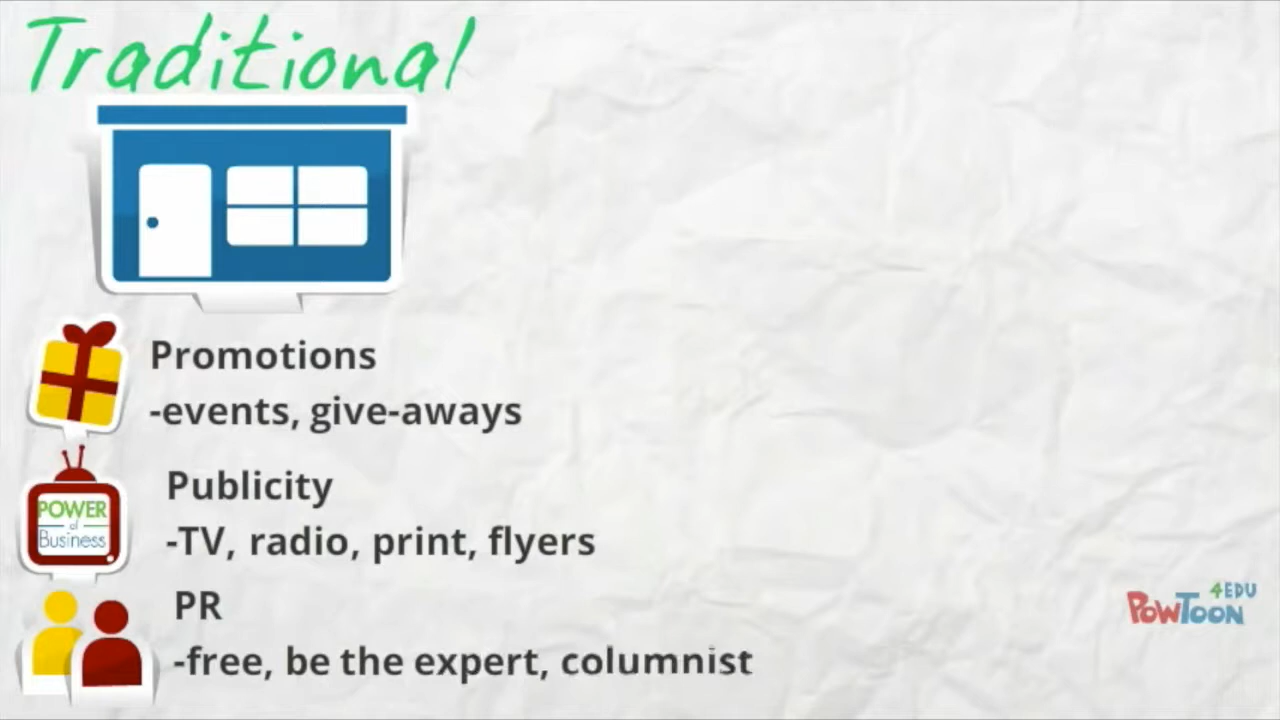 Traditional
Promotions
-events, give-aways
POWER
of
Business
Publicity
-TV, radio, print, flyers
PR
-free, be the expert, columnist
4EDU
POWTOON